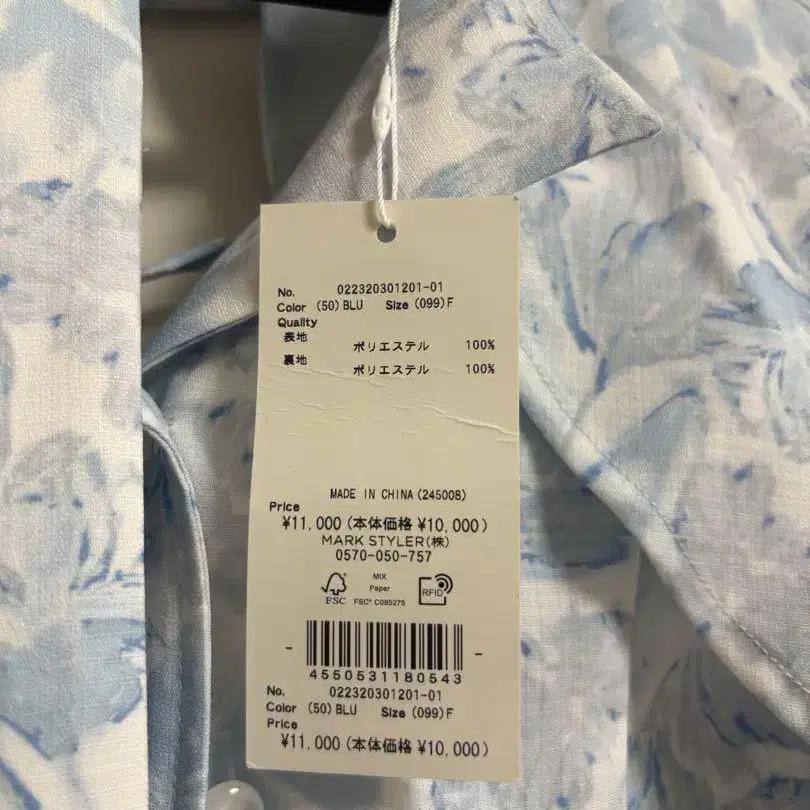 No. 022320301201-01
Color (50) BLU Size (099) F
Quality
表地 ポリエステル 100%
裏地 ポリエステル 100%
MADE IN CHINA (245008)
Price
¥11,000 (本体価格 ¥10,000)
MARK STYLER(株)
0570-050-757
FSC
MIX
Paper
FSC® C095275
RFID
4550531180543
No. 022320301201-01
Color (50) BLU Size (099) F
Price
¥11,000 (本体価格 ¥10,000)